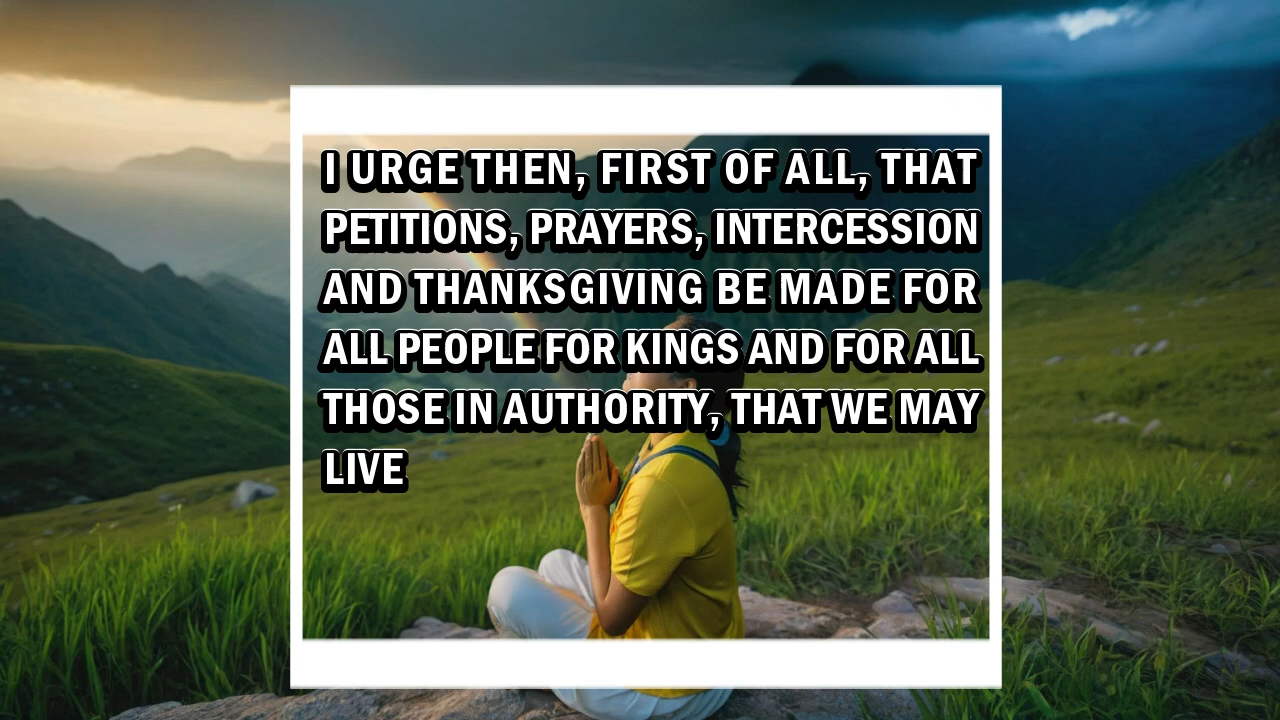 I URGE THEN, FIRST OF ALL, THAT
PETITIONS, PRAYERS, INTERCESSION
AND THANKSGIVING BE MADE FOR
ALL PEOPLE FOR KINGS AND FOR ALL
THOSE IN AUTHORITY, THAT WE MAY
LIVE